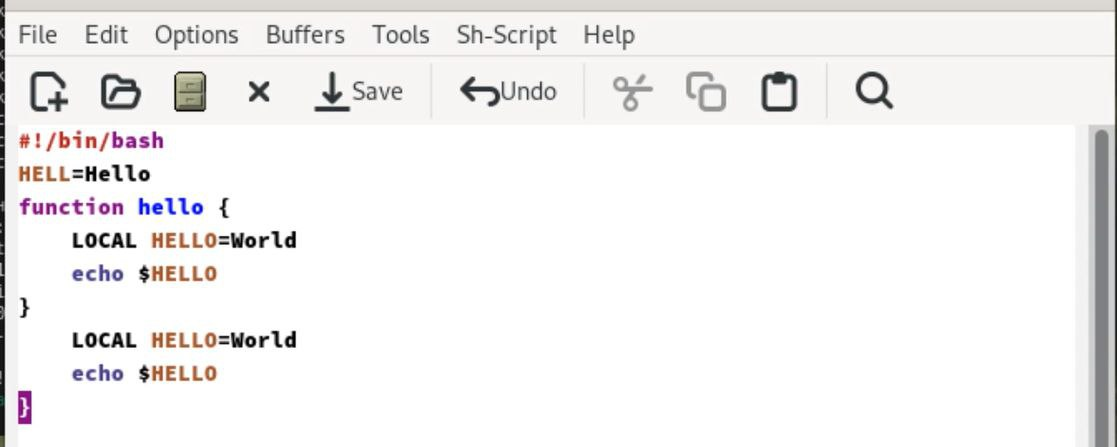 File Edit Options Buffers Tools Sh-Script Help
Save Undo
#!/bin/bash
HELL=Hello
function hello {
    LOCAL HELLO=World
    echo $HELLO
}
    LOCAL HELLO=World
    echo $HELLO
}